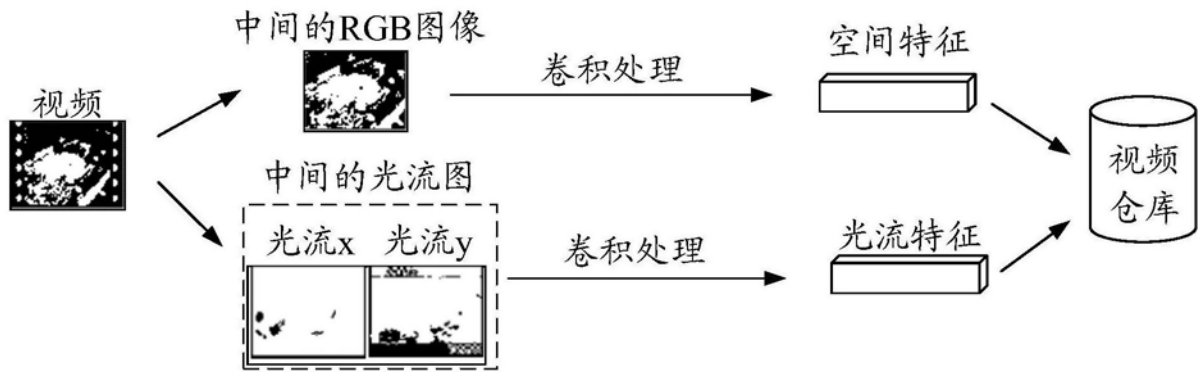 视频
中间的RGB图像
卷积处理
空间特征
中间的光流图
光流x
光流y
卷积处理
光流特征
视频
仓库